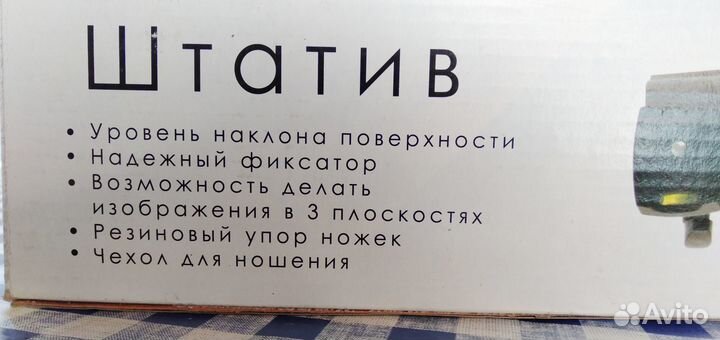 Штатив
• Уровень наклона поверхности
• Надежный фиксатор
• Возможность делать
изображения в 3 плоскостях
• Резиновый упор ножек
• Чехол для ношения
Avito